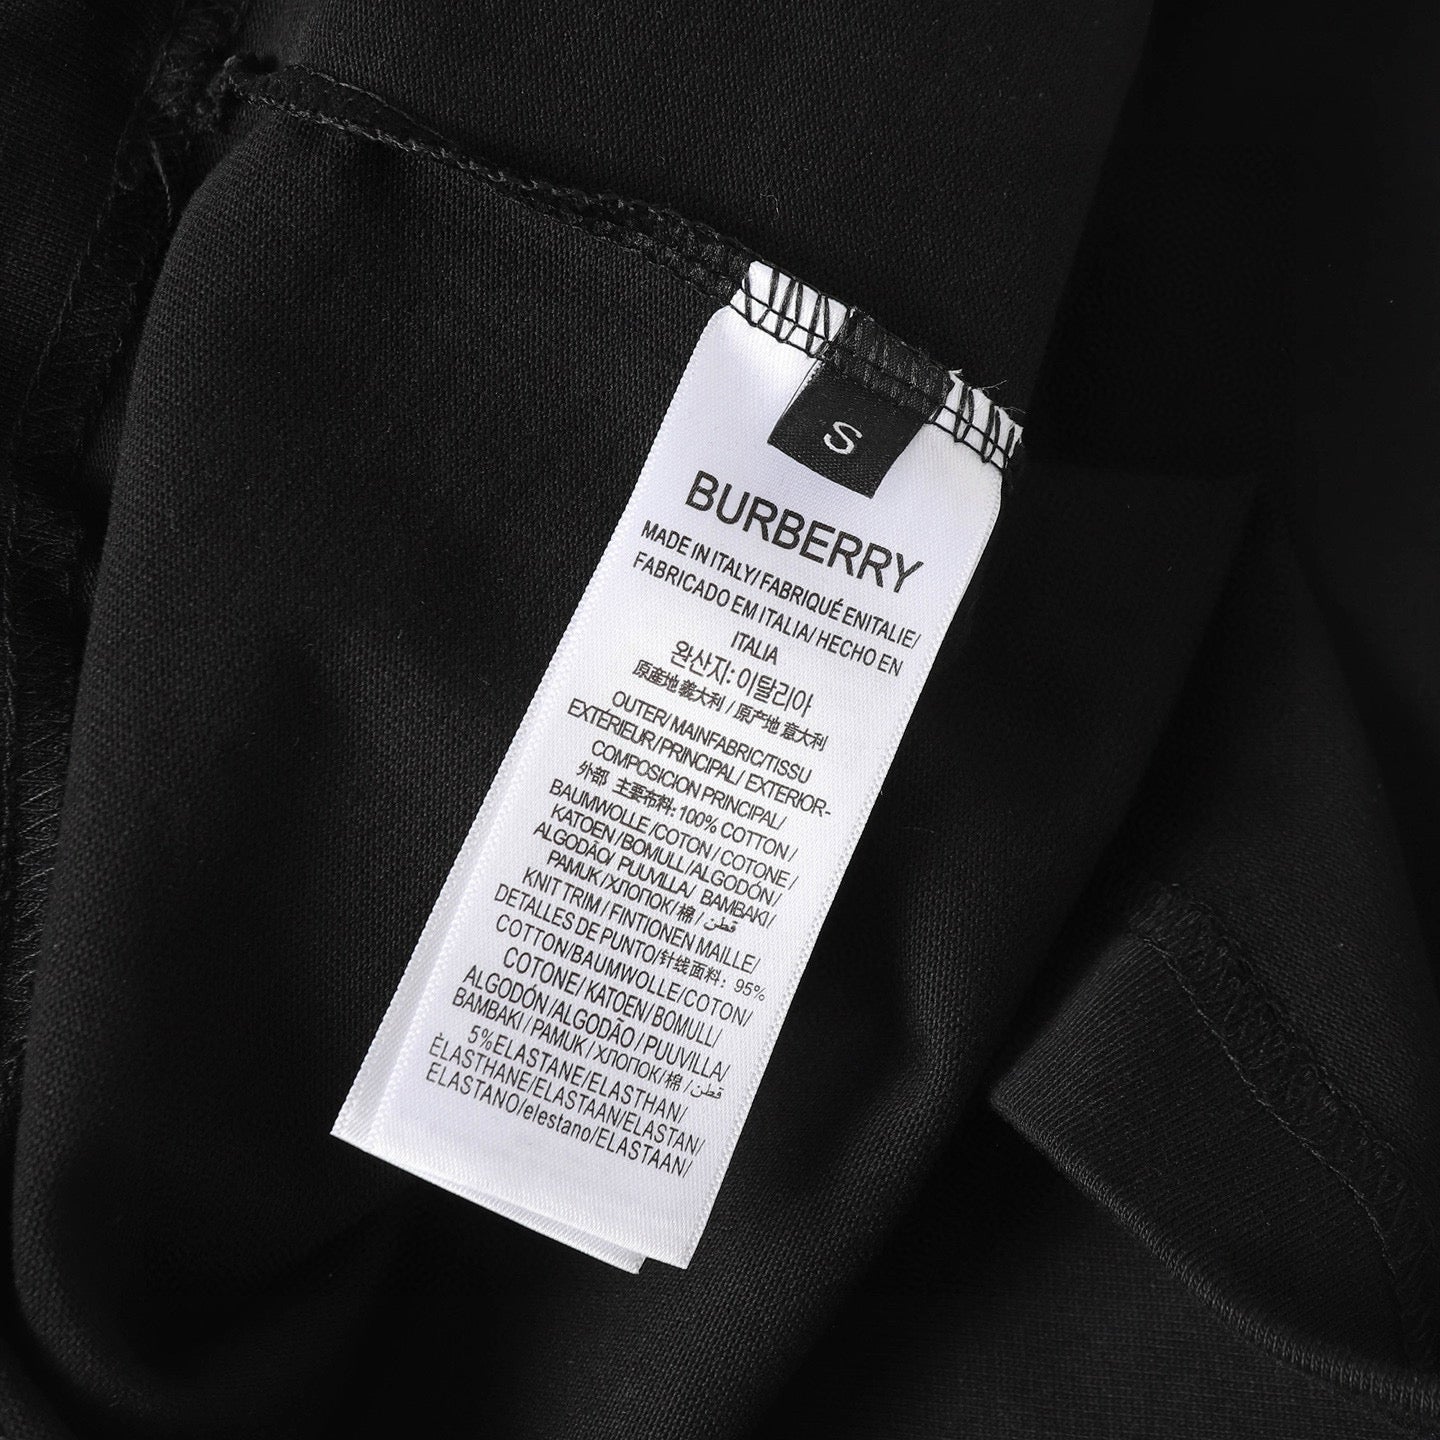 S
BURBERRY
MADE IN ITALY/ FABRIQUÉ ENITALIE/
FABRICADO EM ITALIA/ HECHO EN
ITALIA
완산지: 이탈리아
原産地 義大利 / 原产地 意大利
OUTER/ MAINFABRIC/TISSU
EXTÉRIEUR/PRINCIPAL/ EXTERIOR-
COMPOSICION PRINCIPAL/
外部 主要布料: 100% COTTON /
BAUMWOLLE /COTON / COTONE /
KATOEN / BOMULL/ALGODÓN /
ALGODÃO/ PUUVILLA/ BAMBAKI/
PAMUK / ХЛОПОК/ 棉 / قطن
KNIT TRIM / FINTIONEN MAILLE/
DETALLES DE PUNTO/针线面料: 95%
COTTON/BAUMWOLLE/COTON/
COTONE/ KATOEN / BOMULL/
ALGODÓN /ALGODÃO / PUUVILLA/
BAMBAKI / PAMUK / ХЛОПОК/ 棉 / قطن
5%ELASTANE/ELASTHAN/
ÉLASTHANE/ELASTAAN/ELASTAN/
ELASTANO/elestano/ELASTAAN/